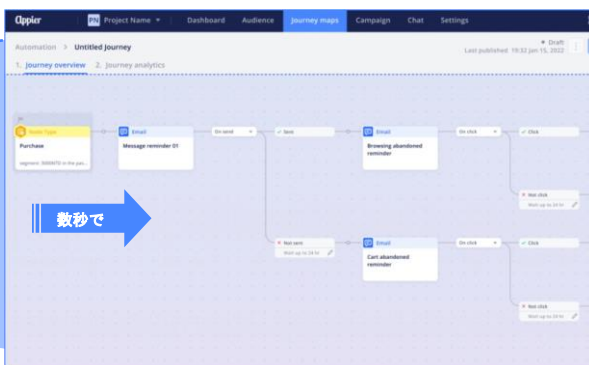 Appier
PN Project Name
Dashboard
Audience
Journey maps
Campaign
Chat
Settings
Automation > Untitled Journey
Draft
Last published: 19:32 Jan 15, 2022
1. Journey overview
2. Journey analytics
Email
On send
Sent
Email
On click
Click
Purchase
Message reminder 01
Browsing abandoned
reminder
Not click
Wait up to 24 hr
数秒で
Not sent
Wait up to 24 hr
Email
On click
Click
Cart abandoned
reminder
Not click
Wait up to 24 hr